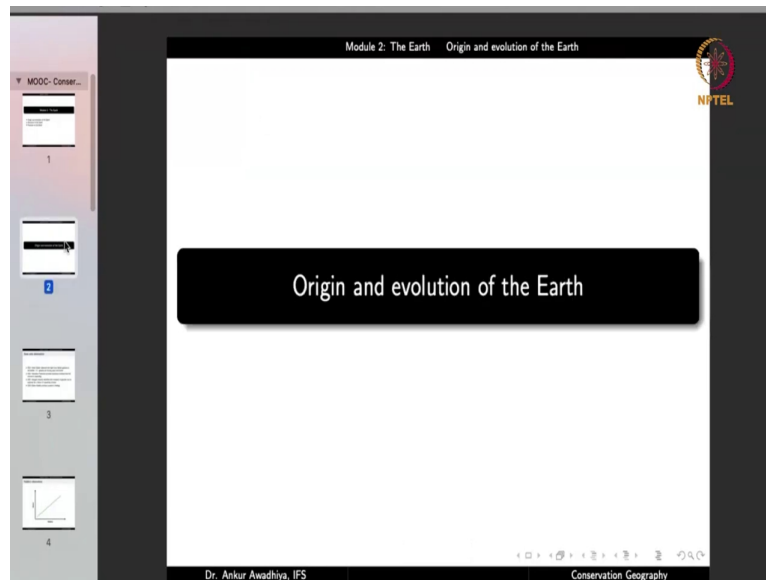 Module 2: The Earth Origin and evolution of the Earth
NPTEL
MOOC- Conser...
1
2
3
4
Origin and evolution of the Earth
Dr. Ankur Awadhiya, IFS Conservation Geography